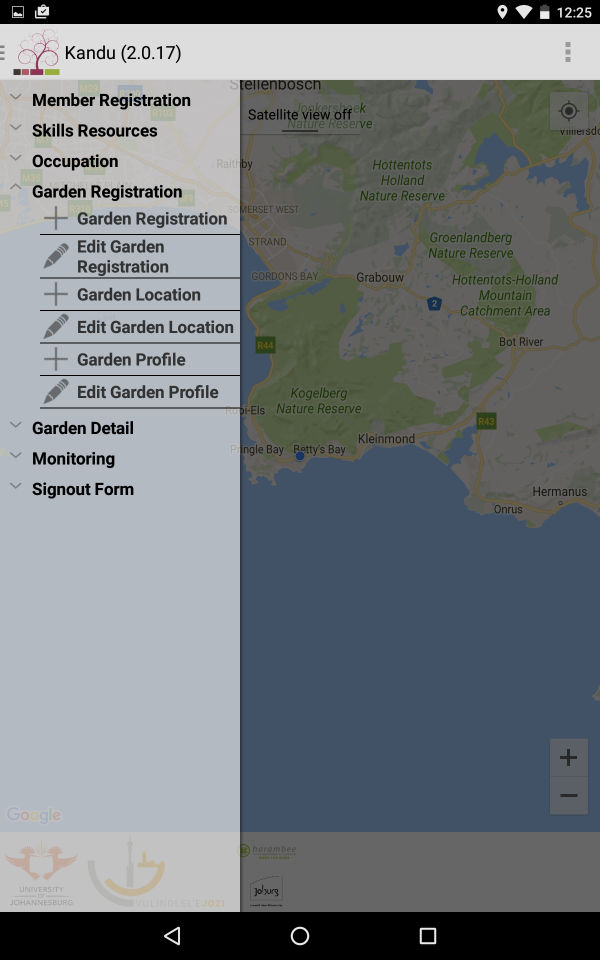 12:25
Kandu (2.0.17)
Stellenbosch
Member Registration
Satellite view off
Jonkershoek
Nature Reserve
Skills Resources
Occupation
Raithby
Hottentots
Holland
Nature Reserve
Garden Registration
Garden Registration
SOMERSET WEST
Edit Garden
Registration
STRAND
Groenlandberg
Nature Reserve
GORDONS BAY
Grabouw
Hottentots-Holland
Mountain
Catchment Area
Garden Location
2
Edit Garden Location
R44
Bot River
Garden Profile
Edit Garden Profile
Kogelberg
Nature Reserve
R43
Garden Detail
Kleinmond
Pringle Bay
Betty's Bay
Monitoring
Signout Form
Hermanus
Onrus
+
−
Google
harambee
UNIVERSITY
OF
JOHANNESBURG
VULINDLEL'EJOZI
joburg